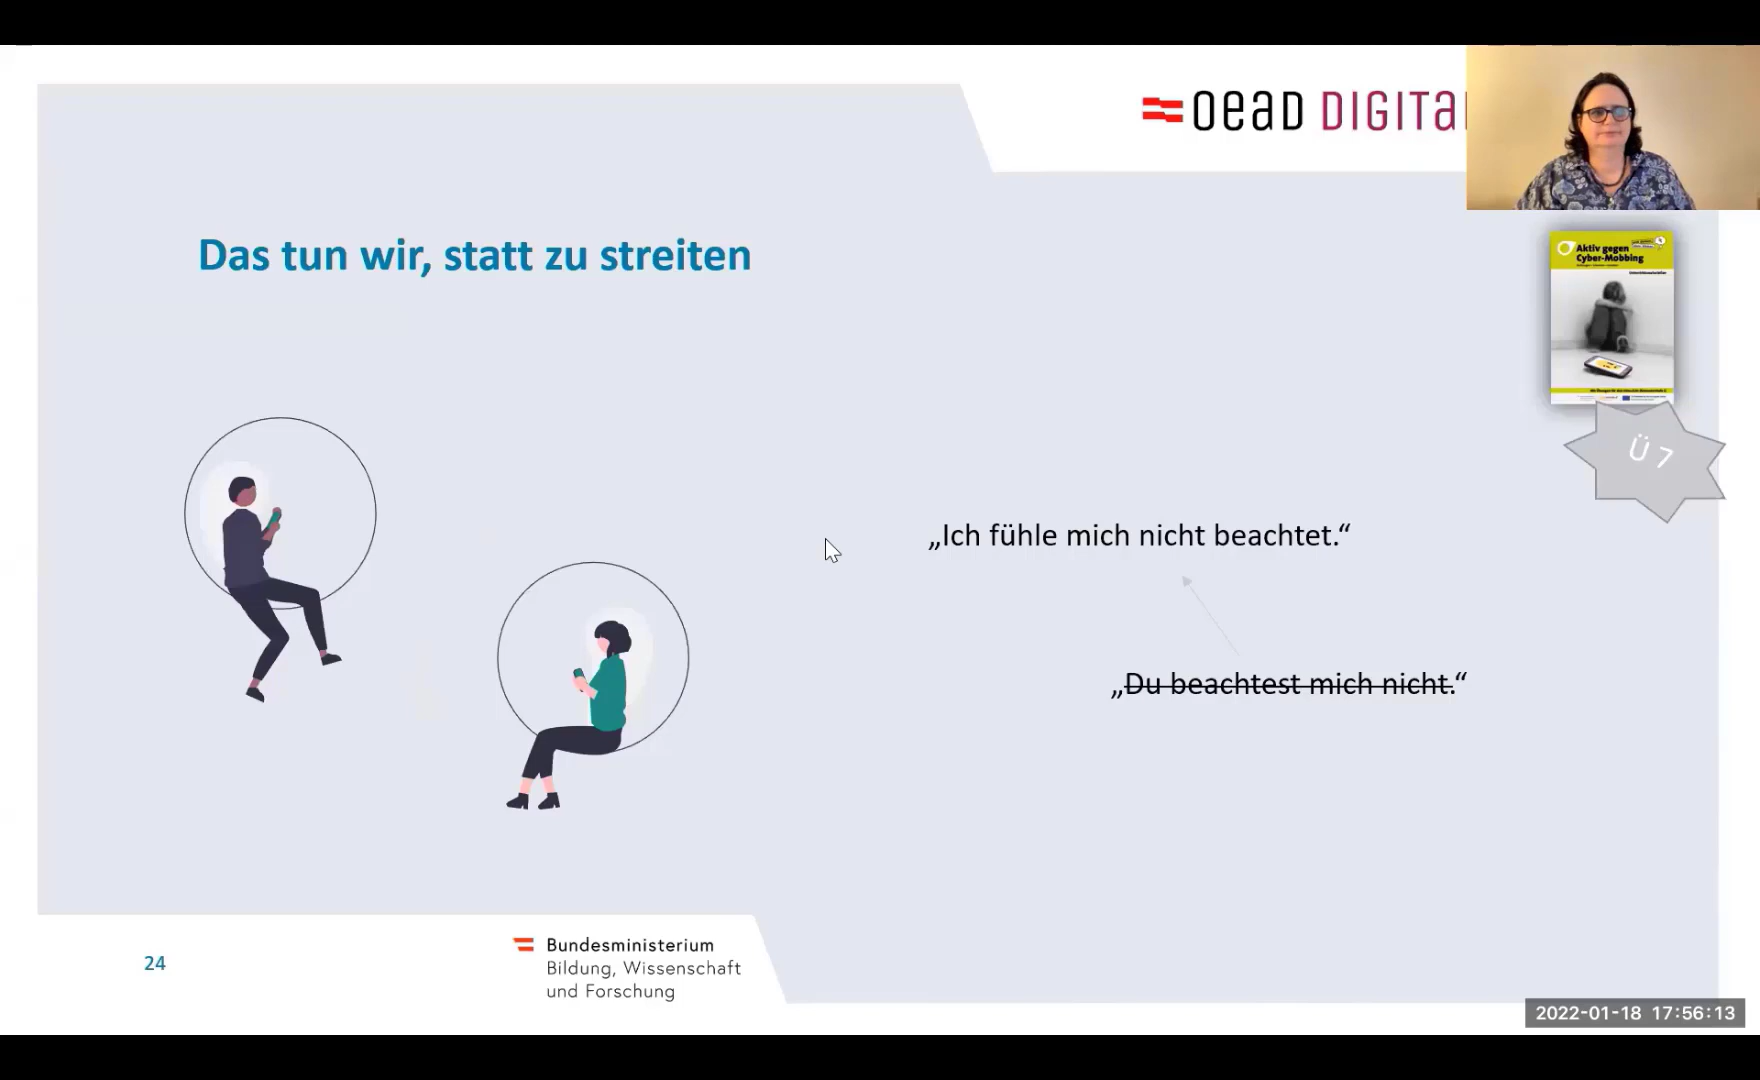 OeAD DIGITA
Das tun wir, statt zu streiten
Aktiv gegen
Cyber-Mobbing
Ü 7
„Ich fühle mich nicht beachtet.“
„Du beachtest mich nicht.“
24
Bundesministerium
Bildung, Wissenschaft
und Forschung
2022-01-18 17:56:13